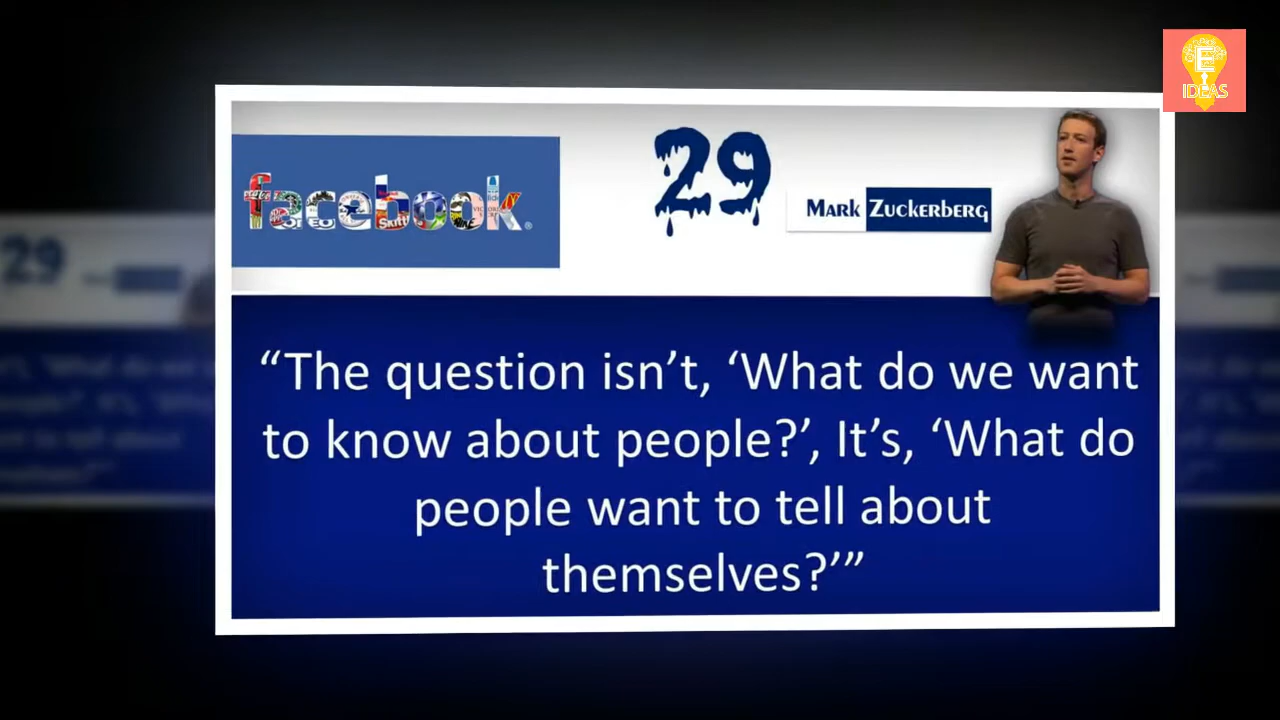 E
IDEAS
facebook
29
Mark Zuckerberg
“The question isn’t, ‘What do we want
to know about people?’, It’s, ‘What do
people want to tell about
themselves?’”